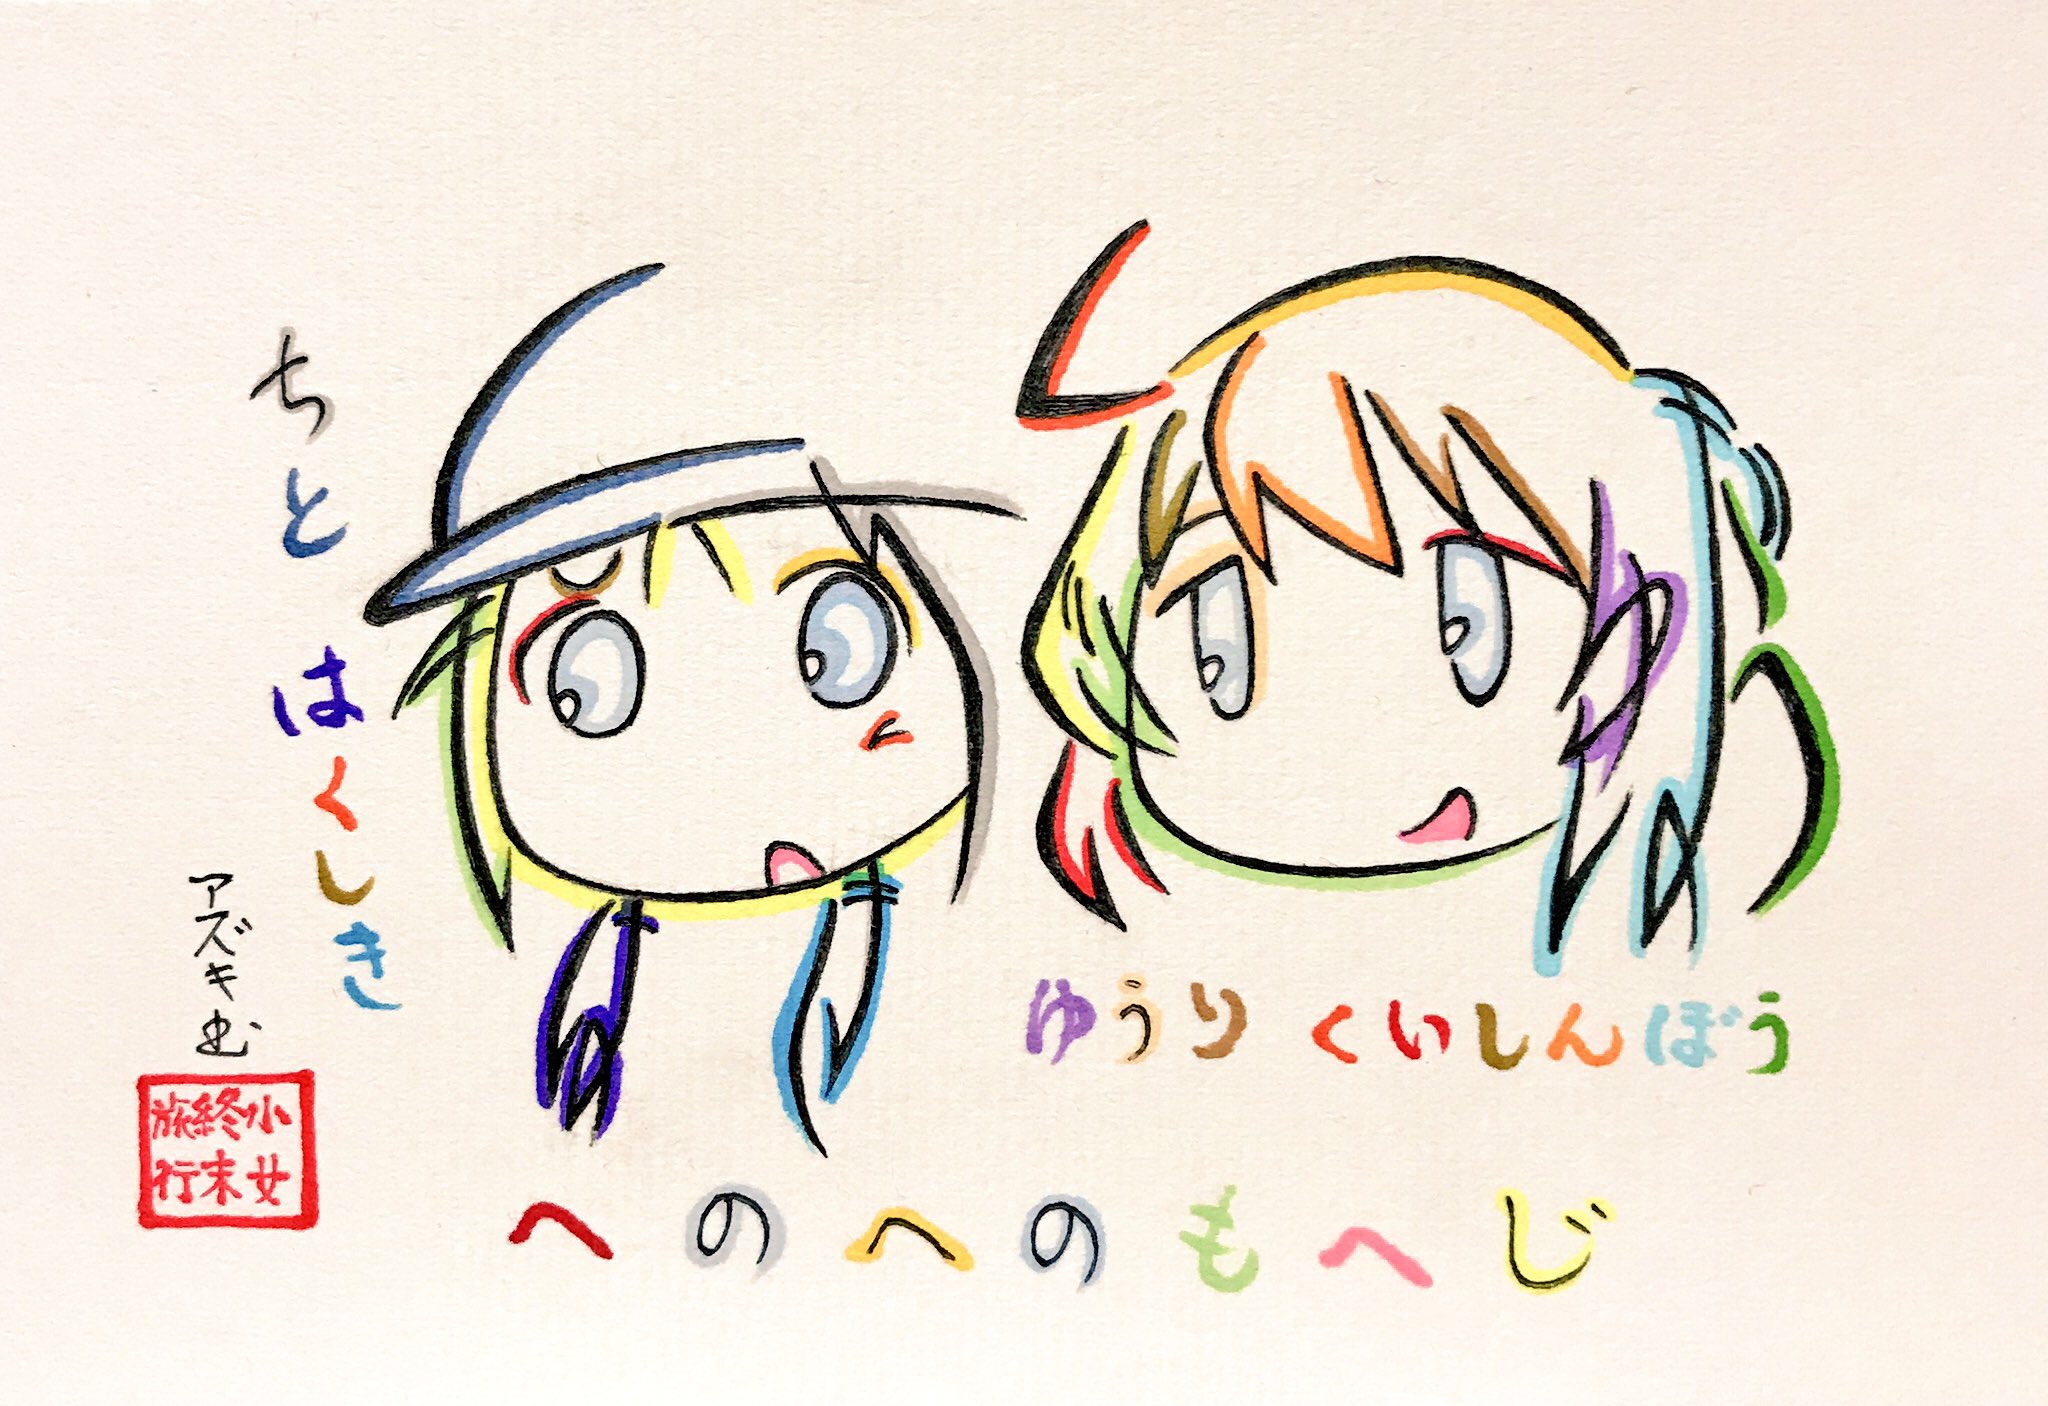 ちと
はくしき
アズキ
小女
終末
旅行
ゆうり くいしんぼう
へのへのもへじ